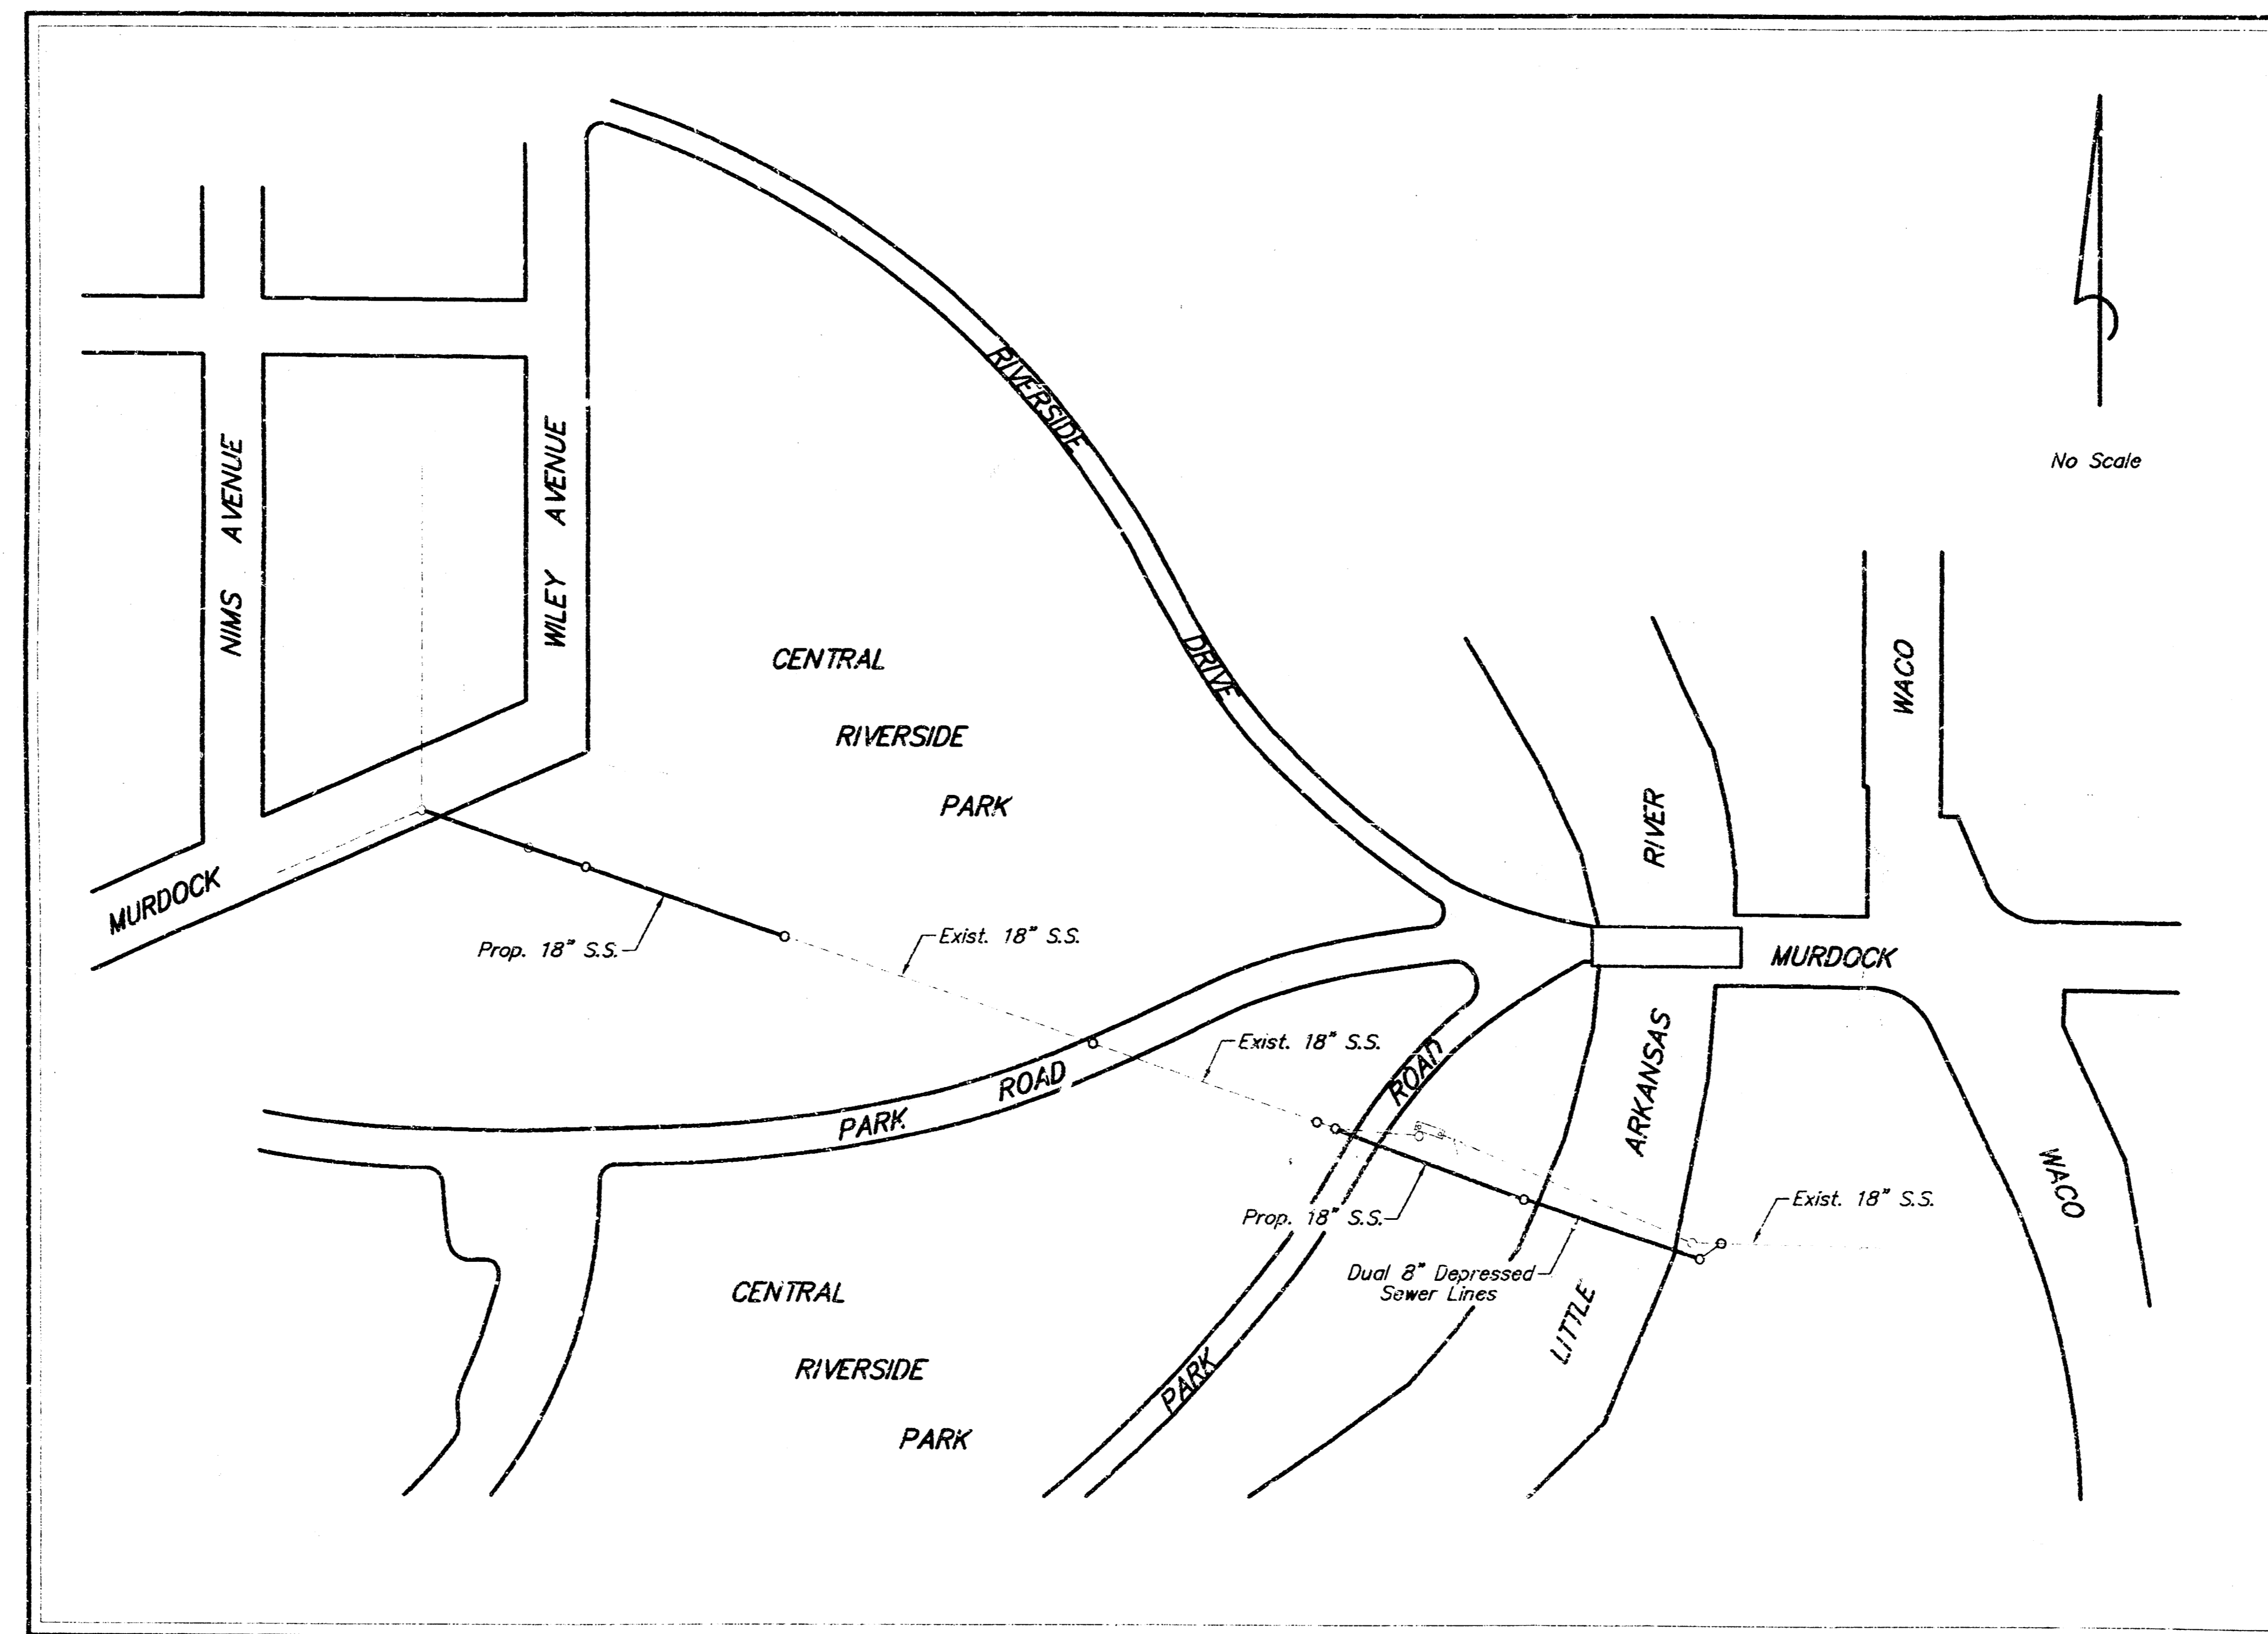 No Scale
RIVERSIDE
DRIVE
NIMS AVENUE
WILEY AVENUE
CENTRAL
RIVERSIDE
PARK
WACO
RIVER
MURDOCK
Prop. 18" S.S.
Exist. 18" S.S.
MURDOCK
Exist. 18" S.S.
ROAD
PARK
ROAD
ARKANSAS
WACO
Exist. 18" S.S.
Prop. 18" S.S.
Dual 8" Depressed
Sewer Lines
LITTLE
CENTRAL
RIVERSIDE
PARK
PARK